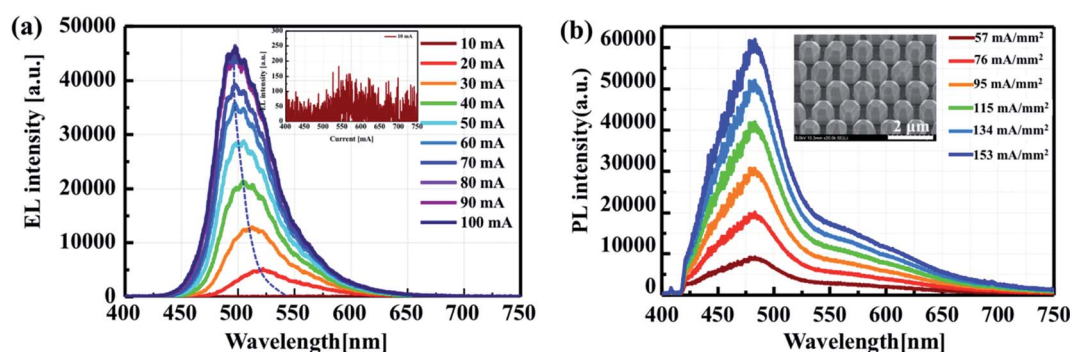 (a)
EL intensity [a.u.]
50000
40000
30000
20000
10000
0
400 450 500 550 600 650 700 750
Wavelength[nm]
EL intensity [a.u.]
300
250
200
150
100
50
0
400 450 500 550 600 650 700 750
Current [mA]
10 mA
10 mA
20 mA
30 mA
40 mA
50 mA
60 mA
70 mA
80 mA
90 mA
100 mA
(b)
PL intensity(a.u.)
60000
50000
40000
30000
20000
10000
0
400 450 500 550 600 650 700 750
Wavelength[nm]
2 μm
57 mA/mm²
76 mA/mm²
95 mA/mm²
115 mA/mm²
134 mA/mm²
153 mA/mm²